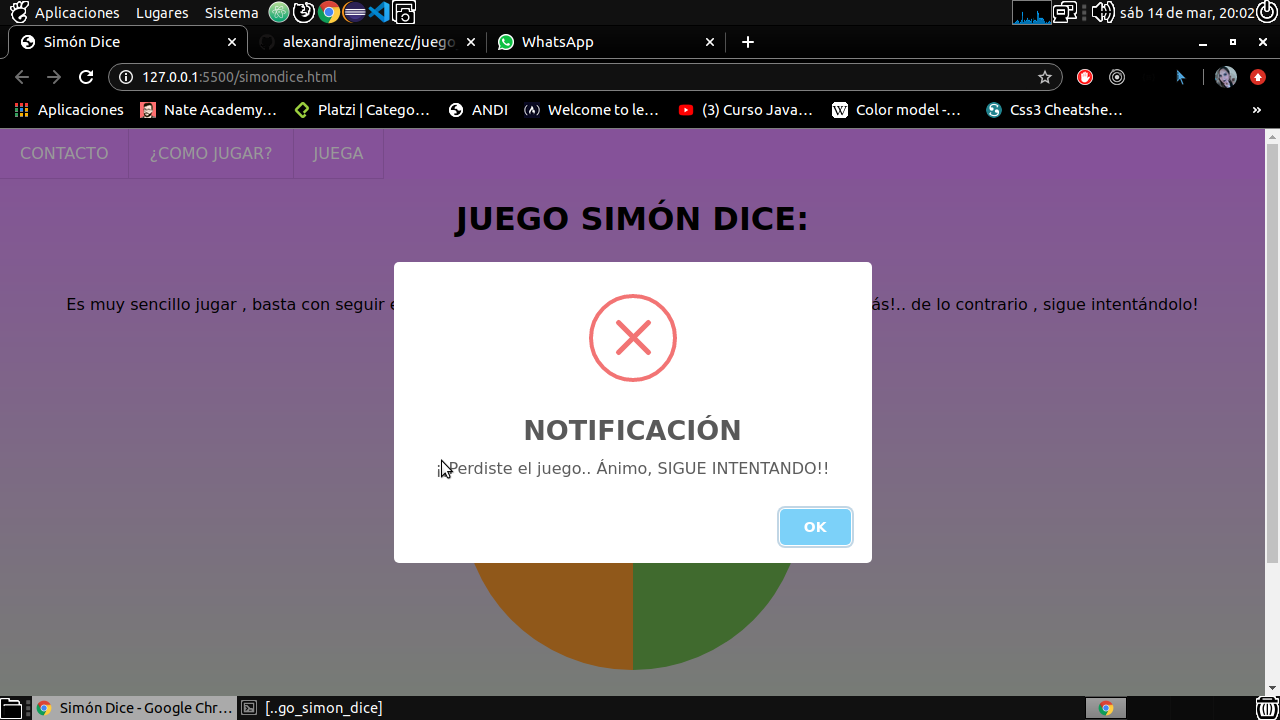 Aplicaciones Lugares Sistema sáb 14 de mar, 20:02
Simón Dice alexandrajimenezc/juego WhatsApp
127.0.0.1:5500/simondice.html
Aplicaciones Nate Academy… Platzi | Catego… ANDI Welcome to le… (3) Curso Java… Color model -… Css3 Cheatshe… »
CONTACTO ¿COMO JUGAR? JUEGA
JUEGO SIMÓN DICE:
Es muy sencillo jugar , basta con seguir ás!.. de lo contrario , sigue intentándolo!
NOTIFICACIÓN
Perdiste el juego.. Ánimo, SIGUE INTENTANDO!!
OK
Simón Dice - Google Chr… [..go_simon_dice]